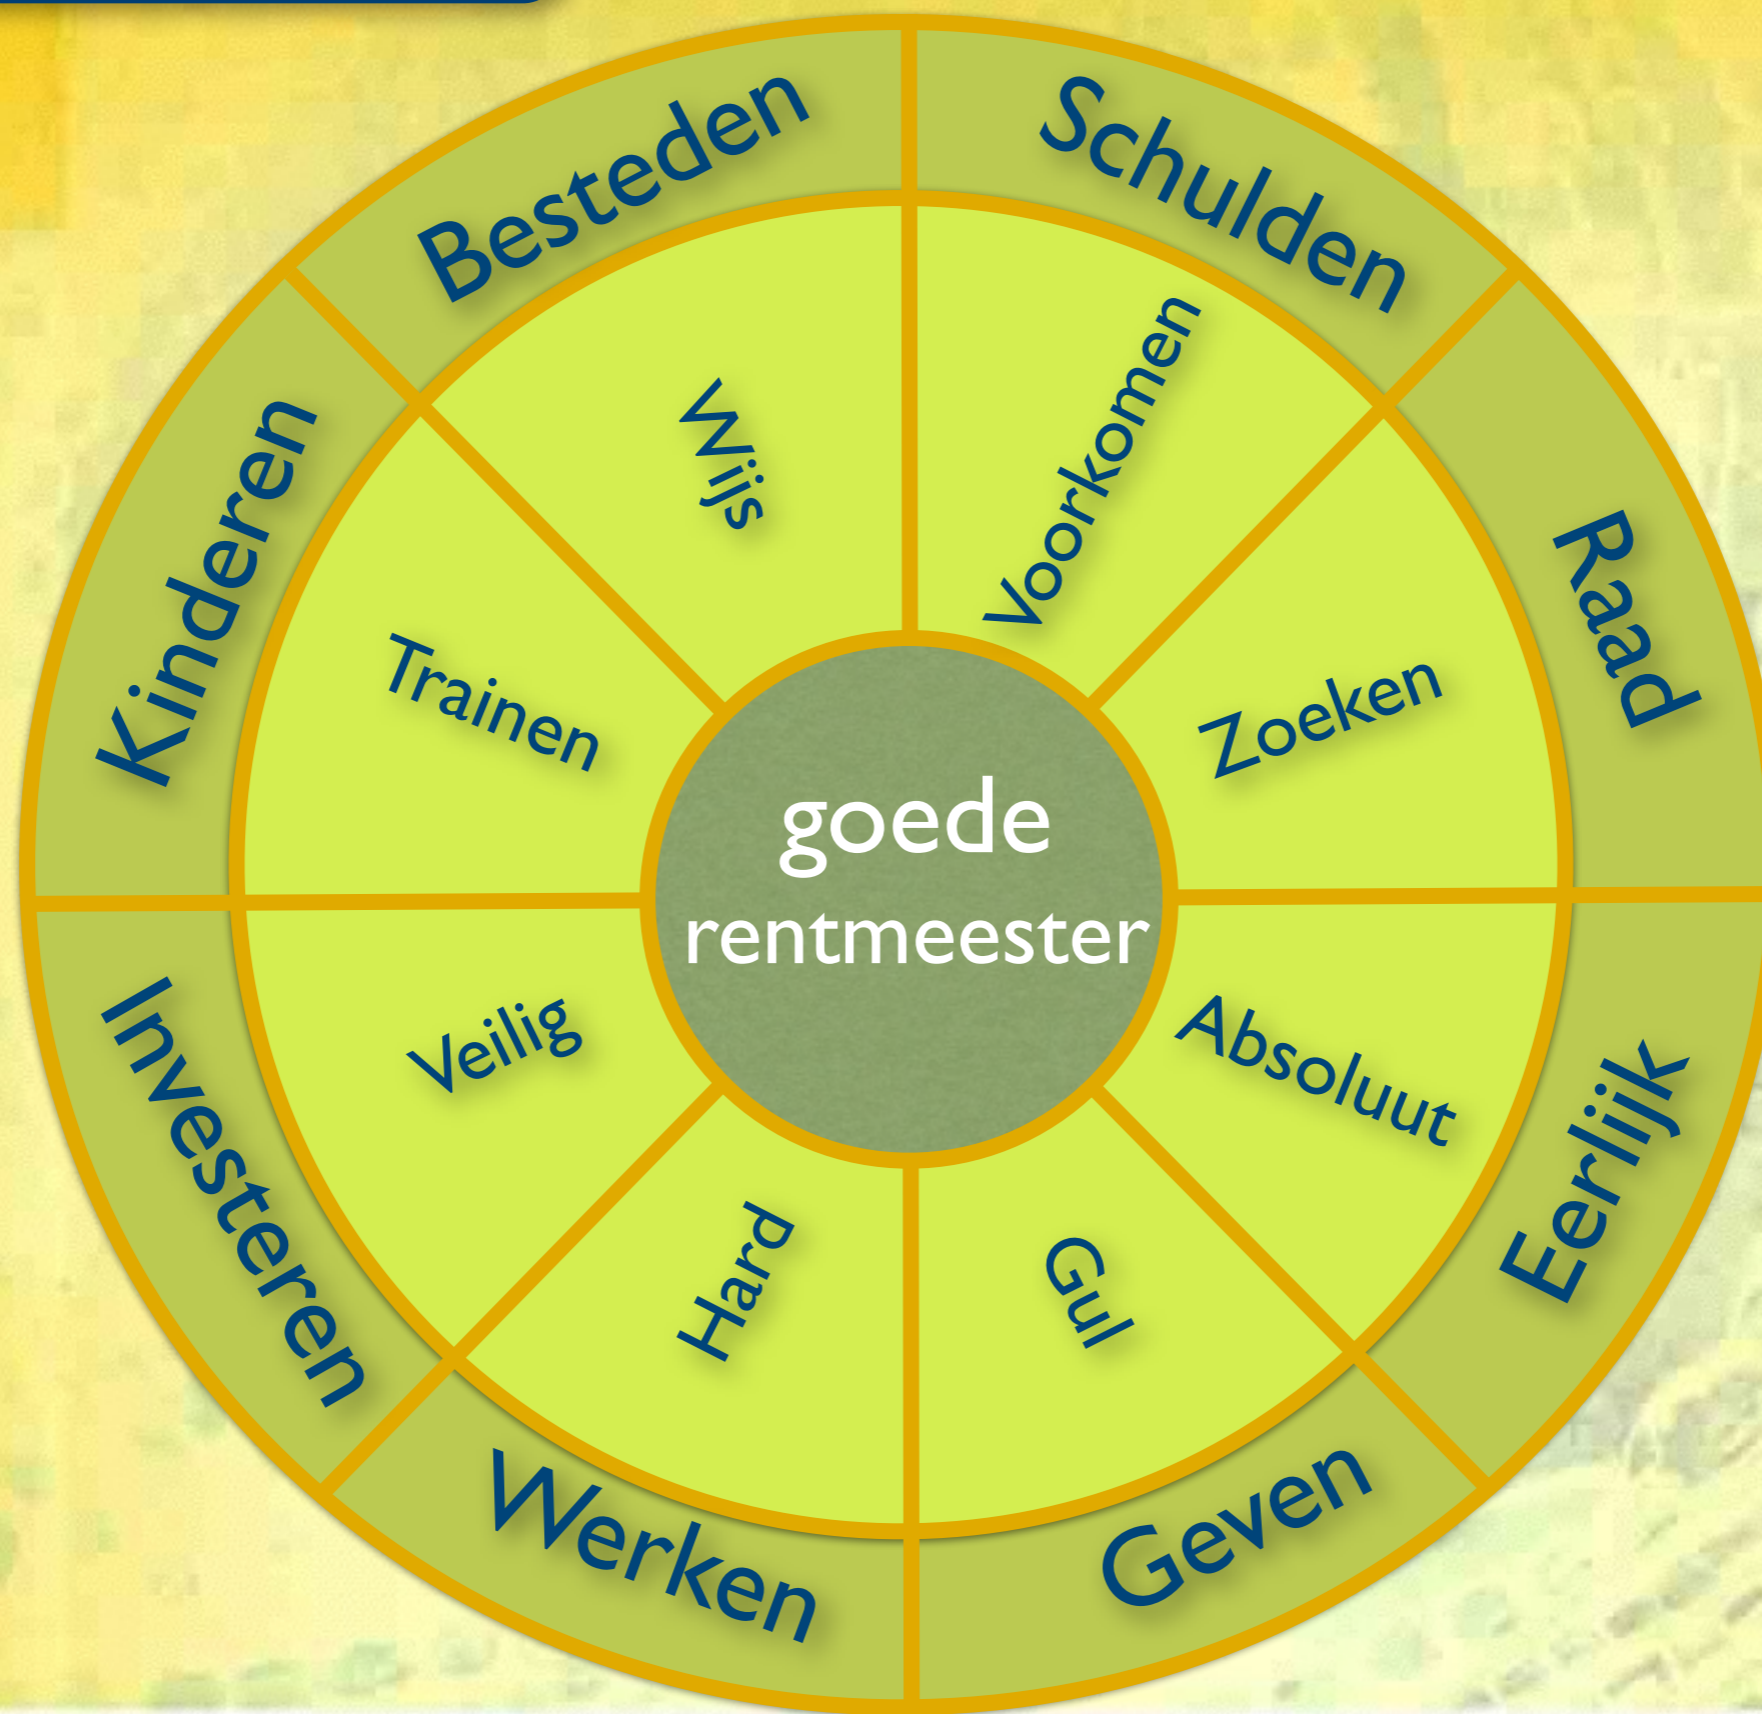 Schulden
Voorkomen
Raad
Zoeken
Eerlijk
Absoluut
Geven
Gul
Werken
Hard
Investeren
Veilig
Kinderen
Trainen
Besteden
Wijs
goede
rentmeester